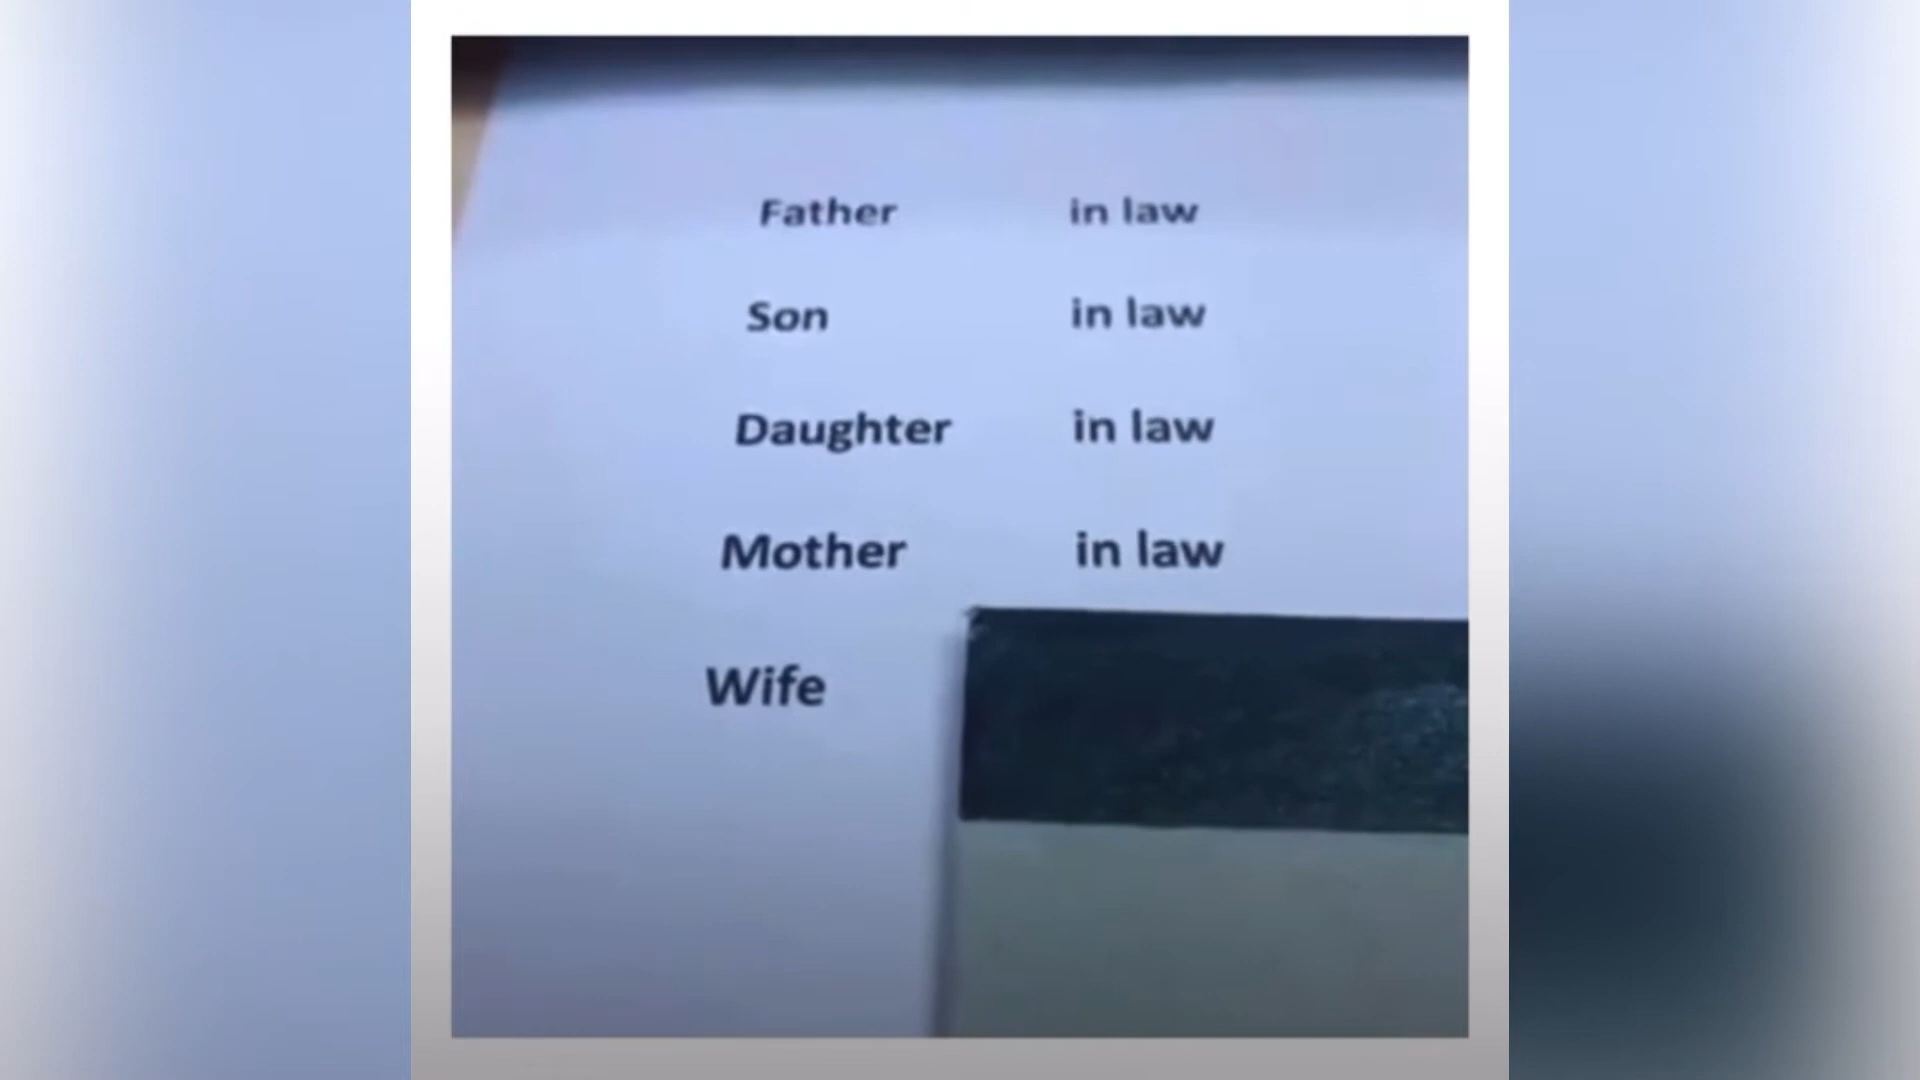 Father in law
Son in law
Daughter in law
Mother in law
Wife